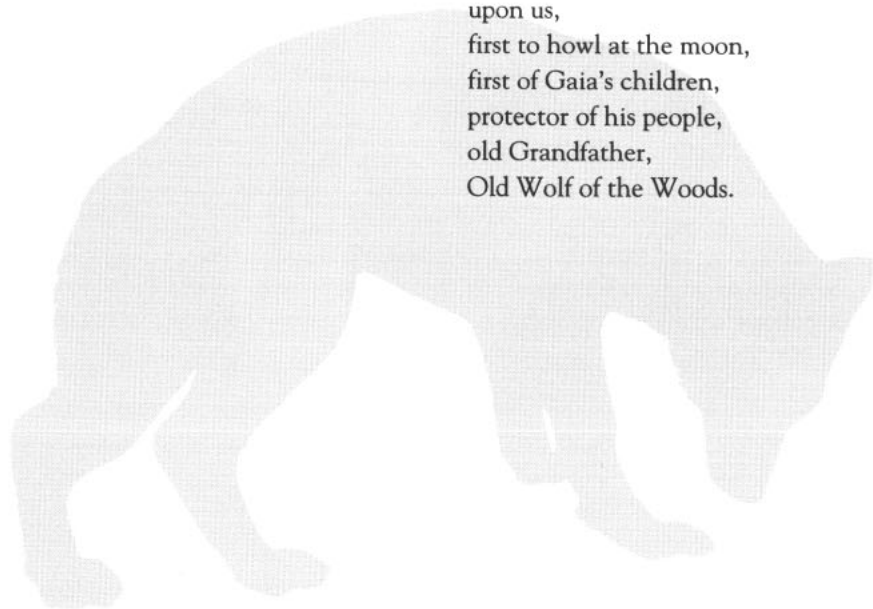 upon us,
first to howl at the moon,
first of Gaia's children,
protector of his people,
old Grandfather,
Old Wolf of the Woods.